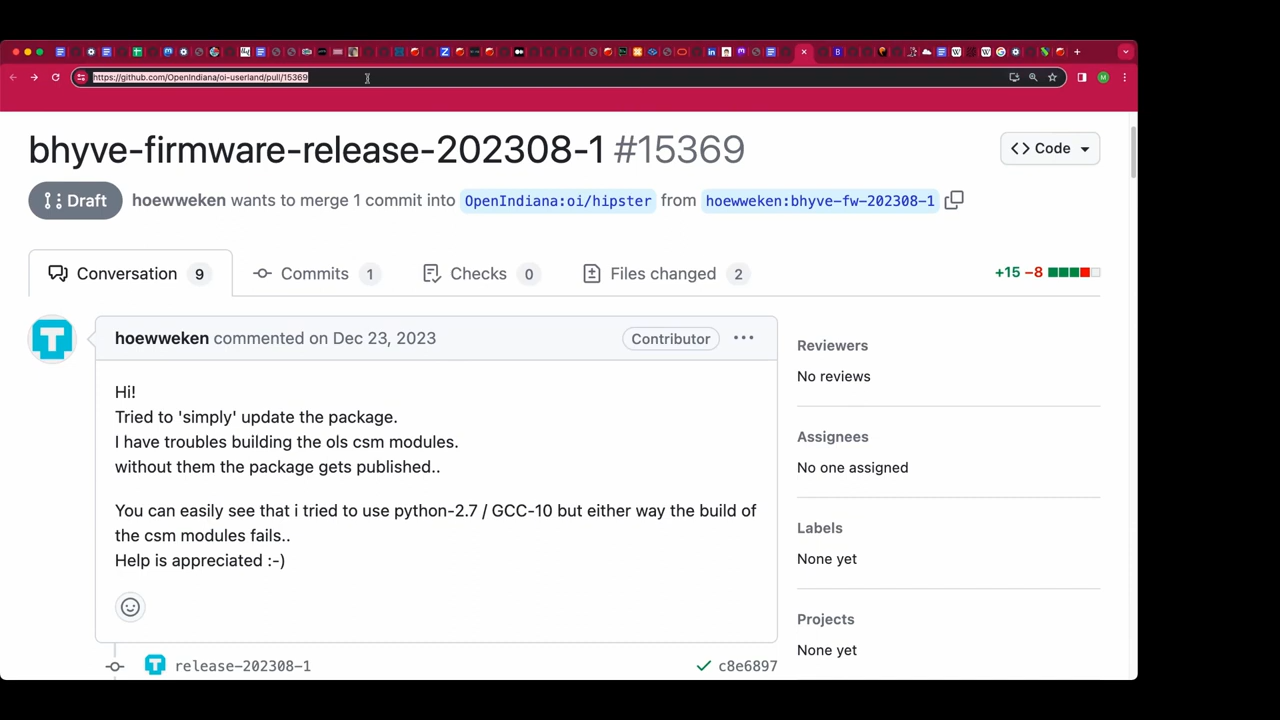 https://github.com/OpenIndiana/oi-userland/pull/15369
bhyve-firmware-release-202308-1 #15369
Code
Draft
hoewweken wants to merge 1 commit into OpenIndiana:oi/hipster from hoewweken:bhyve-fw-202308-1
Conversation 9
Commits 1
Checks 0
Files changed 2
+15 −8
hoewweken commented on Dec 23, 2023
Contributor
Hi!
Tried to 'simply' update the package.
I have troubles building the ols csm modules.
without them the package gets published..
You can easily see that i tried to use python-2.7 / GCC-10 but either way the build of
the csm modules fails..
Help is appreciated :-)
release-202308-1
c8e6897
Reviewers
No reviews
Assignees
No one assigned
Labels
None yet
Projects
None yet